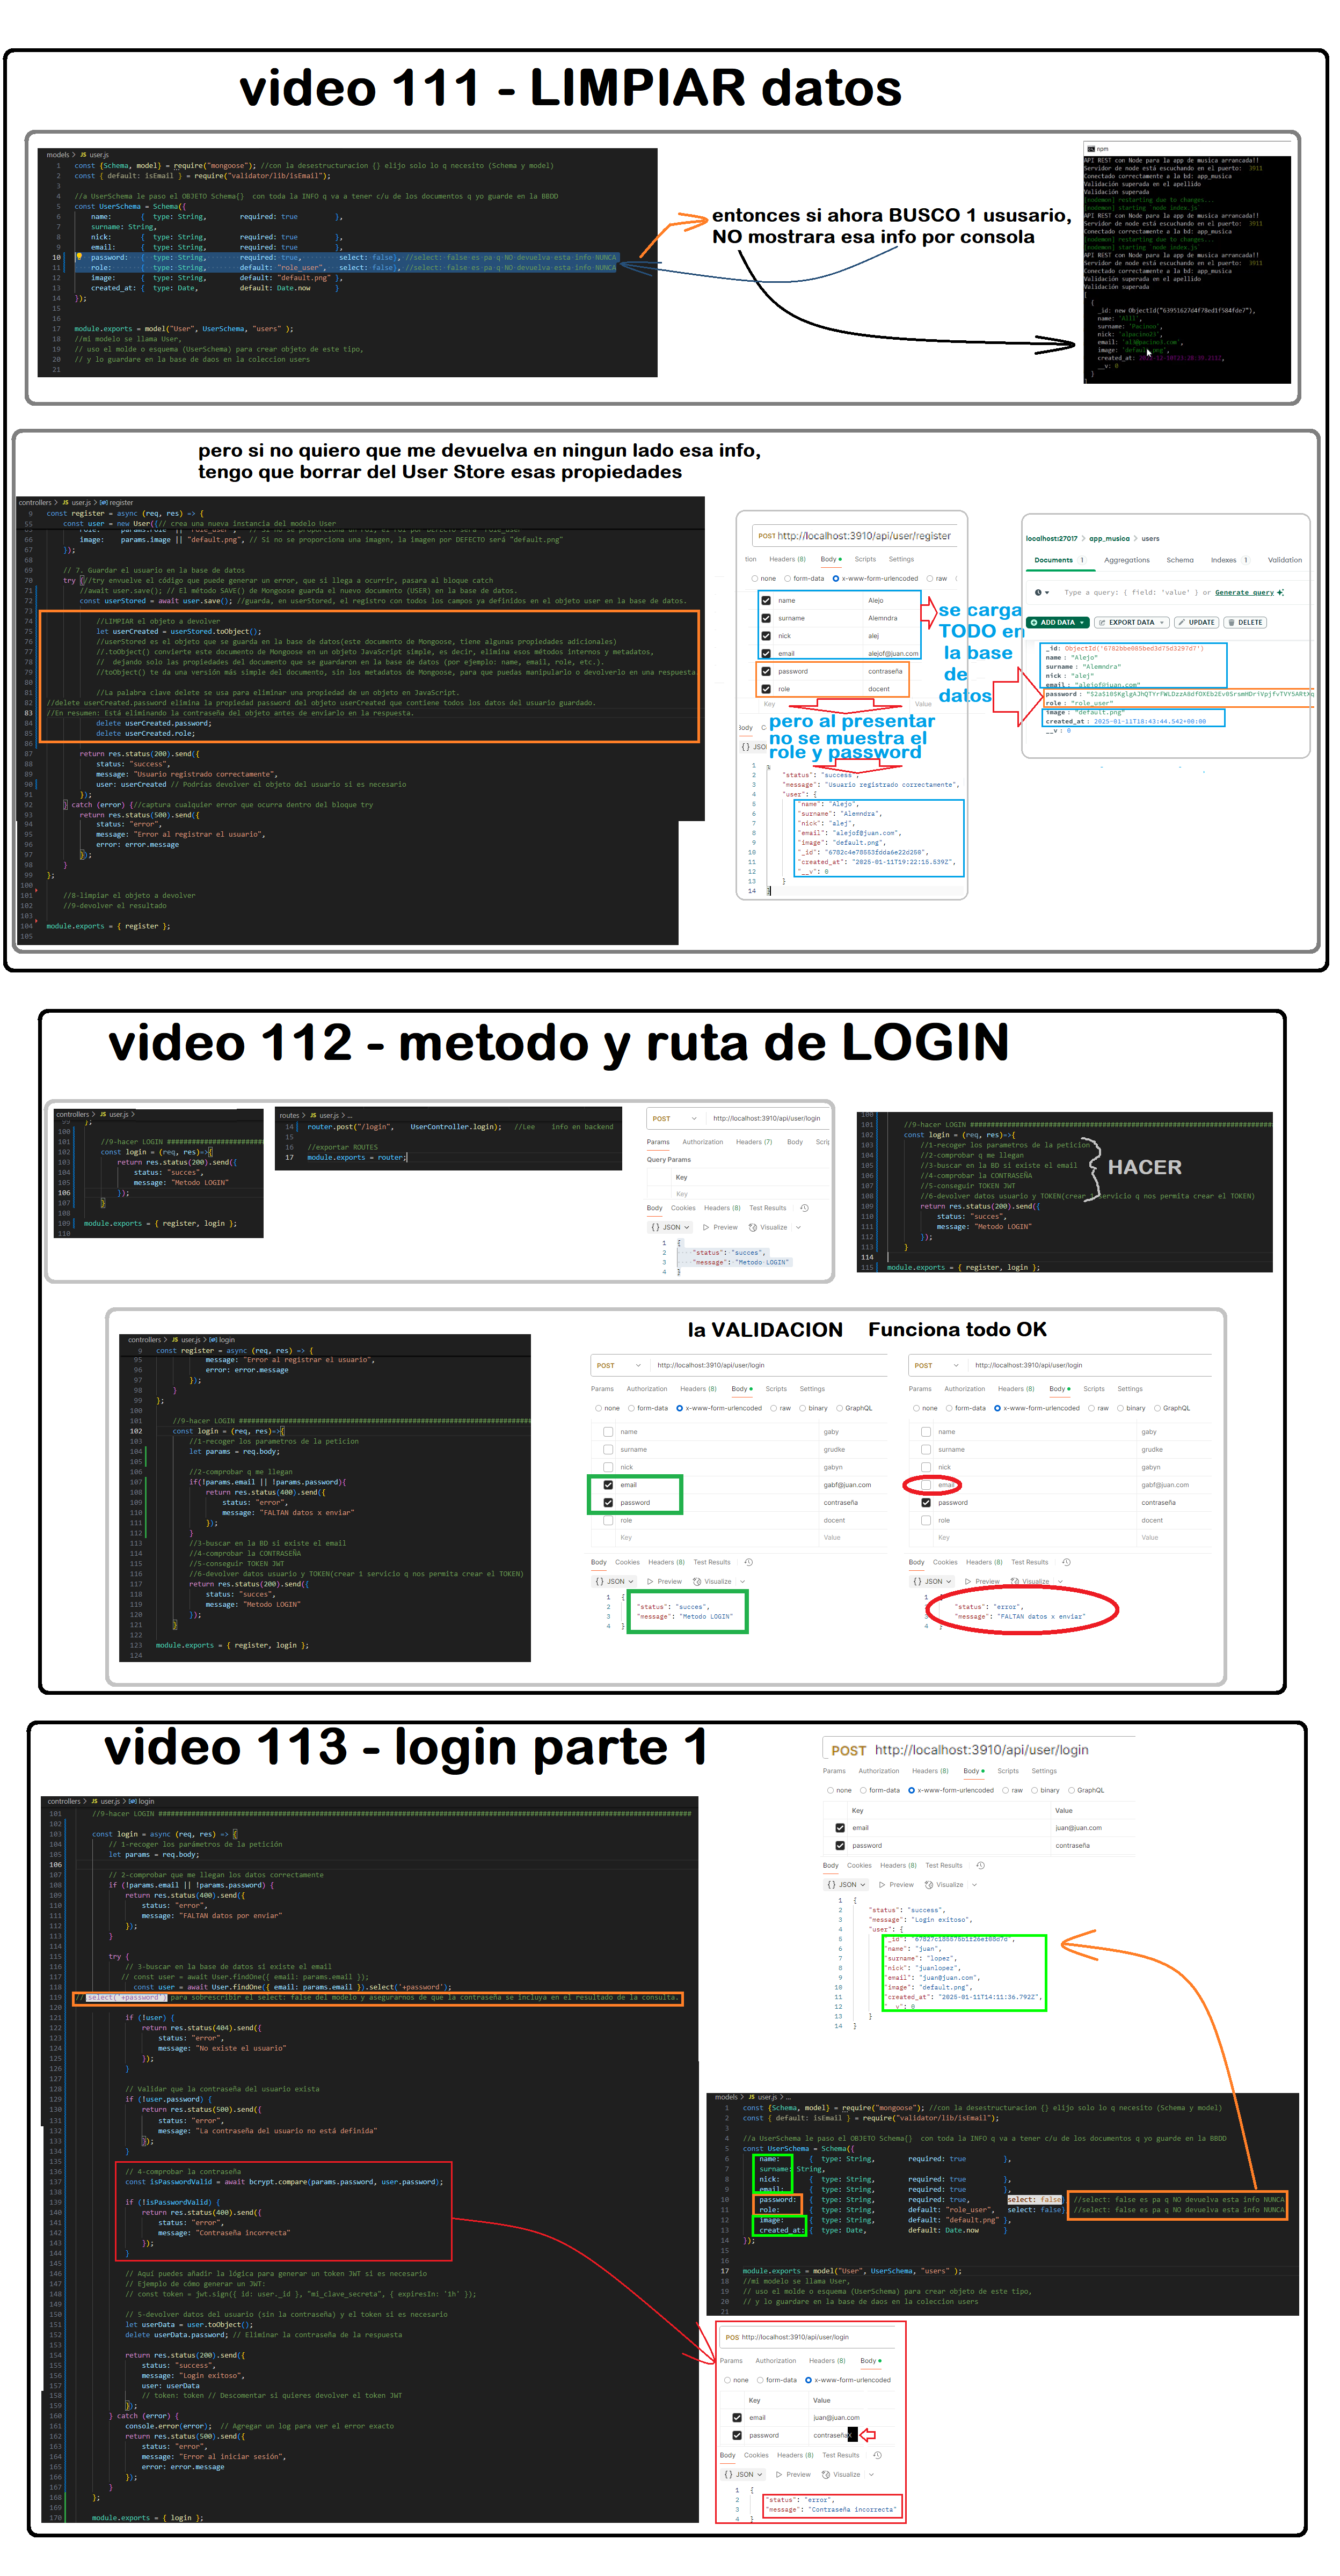 video 111 - LIMPIAR datos
models > JS user.js
1 const {Schema, model} = require("mongoose"); //con la desestructuracion {} elijo solo lo q necesito (Schema y model)
2 const { default: isEmail } = require("validator/lib/isEmail");
3
4 //a UserSchema le paso el OBJETO Schema{} con toda la INFO q va a tener c/u de los documentos q yo guarde en la BBDD
5 const UserSchema = Schema({
6 name: { type: String, required: true },
7 surname: String,
8 nick: { type: String, required: true },
9 email: { type: String, required: true },
10 password: { type: String, required: true, select: false}, //select: false es pa q NO devuelva esta info NUNCA
11 role: { type: String, default: "role_user", select: false}, //select: false es pa q NO devuelva esta info NUNCA
12 image: { type: String, default: "default.png" },
13 created_at: { type: Date, default: Date.now }
14 });
15
16
17 module.exports = model("User", UserSchema, "users" );
18 //mi modelo se llama User,
19 // uso el molde o esquema (UserSchema) para crear objeto de este tipo,
20 // y lo guardare en la base de daos en la coleccion users
21
entonces si ahora BUSCO 1 ususario,
NO mostrara esa info por consola
npm
API REST con Node para la app de musica arrancada!!
Servidor de node está escuchando en el puerto: 3911
Conectado correctamente a la bd: app_musica
Validación superada en el apellido
Validación superada
[nodemon] restarting due to changes...
[nodemon] starting `node index.js`
API REST con Node para la app de musica arrancada!!
Servidor de node está escuchando en el puerto: 3911
Conectado correctamente a la bd: app_musica
[nodemon] restarting due to changes...
[nodemon] starting `node index.js`
API REST con Node para la app de musica arrancada!!
Servidor de node está escuchando en el puerto: 3911
Conectado correctamente a la bd: app_musica
Validación superada en el apellido
Validación superada
[
{
_id: new ObjectId("63951627d4f78ed1f584fde7"),
surname: 'Pacinou',
nick: 'alpacino23',
image: 'default.png',
created_at:
__v: 0
}
pero si no quiero que me devuelva en ningun lado esa info,
tengo que borrar del User Store esas propiedades
controllers > JS user.js > register
9 const register = async (req, res) => {
55 const user = new User({// crea una nueva instancia del modelo User
66 image: params.image || "default.png", // Si no se proporciona una imagen, la imagen por DEFECTO será "default.png"
67 });
68
69 // 7. Guardar el usuario en la base de datos
70 try {//try envuelve el código que puede generar un error, que si llega a ocurrir, pasara al bloque catch
71 //await user.save(); // El método SAVE() de Mongoose guarda el nuevo documento (USER) en la base de datos.
72 const userStored = await user.save(); //guarda, en userStored, el registro con todos los campos ya definidos en el objeto user en la base de datos.
73
74 //LIMPIAR el objeto a devolver
75 let userCreated = userStored.toObject();
76 //userStored es el objeto que se guarda en la base de datos(este documento de Mongoose, tiene algunas propiedades adicionales)
77 //.toObject() convierte este documento de Mongoose en un objeto JavaScript simple, es decir, elimina esos métodos internos y metadatos,
78 // dejando solo las propiedades del documento que se guardaron en la base de datos (por ejemplo: name, email, role, etc.).
79 //toObject() te da una versión más simple del documento, sin los metadatos de Mongoose, para que puedas manipularlo o devolverlo en una respuesta.
80
81 //La palabra clave delete se usa para eliminar una propiedad de un objeto en JavaScript.
82 //delete userCreated.password elimina la propiedad password del objeto userCreated que contiene todos los datos del usuario guardado.
83 //En resumen: Está eliminando la contraseña del objeto antes de enviarlo en la respuesta.
84 delete userCreated.password;
85 delete userCreated.role;
86
87 return res.status(200).send({
88 status: "success",
89 message: "Usuario registrado correctamente",
90 user: userCreated // Podrías devolver el objeto del usuario si es necesario
91 });
92 } catch (error) {//captura cualquier error que ocurra dentro del bloque try
93 return res.status(500).send({
94 status: "error",
95 message: "Error al registrar el usuario",
96 error: error.message
97 });
98 }
99 };
100
101 //8-limpiar el objeto a devolver
102 //9-devolver el resultado
103
104 module.exports = { register };
105
POST http://localhost:3910/api/user/register
tion Headers (8) Body Scripts Settings
none form-data x-www-form-urlencoded raw
name Alejo
surname Alemndra
nick alej
email alejof@juan.com
password contraseña
role docent
Key Value
se carga
TODO en
la base
de
datos
pero al presentar
no se muestra el
role y password
1 {
2 "status": "success",
3 "message": "Usuario registrado correctamente",
4 "user": {
5 "name": "Alejo",
6 "surname": "Alemndra",
7 "nick": "alej",
8 "email": "alejof@juan.com",
9 "image": "default.png",
10 "_id": "6782c4e78553fdda6e22d258",
11 "created_at": "2025-01-11T19:22:15.539Z",
12 "__v": 0
13 }
14 }
localhost:27017 > app_musica > users
Documents 1 Aggregations Schema Indexes 1 Validation
Type a query: { field: 'value' } or Generate query
ADD DATA EXPORT DATA UPDATE DELETE
_id: ObjectId('6782bbe085bed3d75d3297d7')
name : "Alejo"
surname : "Alemndra"
nick : "alej"
email : "alejof@juan.com"
role : "role_user"
image : "default.png"
created_at : 2025-01-11T18:43:44.542+00:00
__v : 0
video 112 - metodo y ruta de LOGIN
controllers > JS user.js >
99 };
100
101 //9-hacer LOGIN #######################
102 const login = (req, res)=>{
103 return res.status(200).send({
104 status: "succes",
105 message: "Metodo LOGIN"
106 });
107 }
108
109 module.exports = { register, login };
110
routes > JS user.js > ...
14 router.post("/login", UserController.login); //Lee info en backend
15
16 //exportar ROUTES
17 module.exports = router;
POST http://localhost:3910/api/user/login
Params Authorization Headers (7) Body Scrip
Query Params
Key
Key
Body Cookies Headers (8) Test Results
{} JSON Preview Visualize
1 {
2 "status": "succes",
3 "message": "Metodo LOGIN"
4 }
100
101 //9-hacer LOGIN #######################
102 const login = (req, res)=>{
103 //1-recoger los parametros de la peticion
104 //2-comprobar q me llegan
105 //3-buscar en la BD si existe el email
106 //4-comprobar la CONTRASEÑA
107 //5-conseguir TOKEN JWT
108 //6-devolver datos usuario y TOKEN(crear 1 servicio q nos permita crear el TOKEN)
109 return res.status(200).send({
110 status: "succes",
111 message: "Metodo LOGIN"
112 });
113 }
114
115 module.exports = { register, login };
HACER
la VALIDACION Funciona todo OK
controllers > JS user.js > login
9 const register = async (req, res) => {
95 message: "Error al registrar el usuario",
96 error: error.message
97 });
98 }
99 };
100
101 //9-hacer LOGIN #######################
102 const login = (req, res)=>{
103 //1-recoger los parametros de la peticion
104 let params = req.body;
105
106 //2-comprobar q me llegan
107 if(!params.email || !params.password){
108 return res.status(400).send({
109 status: "error",
110 message: "FALTAN datos x enviar"
111 });
112 }
113 //3-buscar en la BD si existe el email
114 //4-comprobar la CONTRASEÑA
115 //5-conseguir TOKEN JWT
116 //6-devolver datos usuario y TOKEN(crear 1 servicio q nos permita crear el TOKEN)
117 return res.status(200).send({
118 status: "succes",
119 message: "Metodo LOGIN"
120 });
121 }
122
123 module.exports = { register, login };
124
POST http://localhost:3910/api/user/login
Params Authorization Headers (8) Body Scripts Settings
none form-data x-www-form-urlencoded raw binary GraphQL
name gaby
surname grudke
nick gabyn
email gabf@juan.com
password contraseña
role docent
Key Value
Body Cookies Headers (8) Test Results
{} JSON Preview Visualize
1 {
2 "status": "succes",
3 "message": "Metodo LOGIN"
4 }
POST http://localhost:3910/api/user/login
Params Authorization Headers (8) Body Scripts Settings
none form-data x-www-form-urlencoded raw binary GraphQL
name gaby
surname grudke
nick gabyn
email gabf@juan.com
password contraseña
role docent
Key Value
Body Cookies Headers (8) Test Results
{} JSON Preview Visualize
1 {
2 "status": "error",
3 "message": "FALTAN datos x enviar"
4 }
video 113 - login parte 1
controllers > JS user.js > login
101 //9-hacer LOGIN #######################
102
103 const login = async (req, res) => {
104 // 1-recoger los parámetros de la petición
105 let params = req.body;
106
107 // 2-comprobar que me llegan los datos correctamente
108 if (!params.email || !params.password) {
109 return res.status(400).send({
110 status: "error",
111 message: "FALTAN datos por enviar"
112 });
113 }
114
115 try {
116 // 3-buscar en la base de datos si existe el email
117 // const user = await User.findOne({ email: params.email });
118 const user = await User.findOne({ email: params.email }).select('+password');
119 // select('+password') para sobrescribir el select: false del modelo y asegurarnos de que la contraseña se incluya en el resultado de la consulta.
120
121 if (!user) {
122 return res.status(404).send({
123 status: "error",
124 message: "No existe el usuario"
125 });
126 }
127
128 // Validar que la contraseña del usuario exista
129 if (!user.password) {
130 return res.status(500).send({
131 status: "error",
132 message: "La contraseña del usuario no está definida"
133 });
134 }
135
136 // 4-comprobar la contraseña
137 const isPasswordValid = await bcrypt.compare(params.password, user.password);
138
139 if (!isPasswordValid) {
140 return res.status(400).send({
141 status: "error",
142 message: "Contraseña incorrecta"
143 });
144 }
145
146 // Aquí puedes añadir la lógica para generar un token JWT si es necesario
147 // Ejemplo de cómo generar un JWT:
148 // const token = jwt.sign({ id: user._id }, "mi_clave_secreta", { expiresIn: '1h' });
149
150 // 5-devolver datos del usuario (sin la contraseña) y el token si es necesario
151 let userData = user.toObject();
152 delete userData.password; // Eliminar la contraseña de la respuesta
153
154 return res.status(200).send({
155 status: "success",
156 message: "Login exitoso",
157 user: userData
158 // token: token // Descomentar si quieres devolver el token JWT
159 });
160 } catch (error) {
161 console.error(error); // Agregar un log para ver el error exacto
162 return res.status(500).send({
163 status: "error",
164 message: "Error al iniciar sesión",
165 error: error.message
166 });
167 }
168 };
169
170 module.exports = { login };
POST http://localhost:3910/api/user/login
Params Authorization Headers (8) Body Scripts Settings
none form-data x-www-form-urlencoded raw binary GraphQL
Key Value
email juan@juan.com
password contraseña
Body Cookies Headers (8) Test Results
{} JSON Preview Visualize
1 {
2 "status": "success",
3 "message": "Login exitoso",
4 "user": {
6 "name": "juan",
7 "surname": "lopez",
8 "nick": "juanlopez",
9 "email": "juan@juan.com",
10 "image": "default.png",
11 "created_at": "2025-01-11T14:11:36.792Z",
12 "__v": 0
13 }
14 }
models > JS user.js > ...
1 const {Schema, model} = require("mongoose"); //con la desestructuracion {} elijo solo lo q necesito (Schema y model)
2 const { default: isEmail } = require("validator/lib/isEmail");
3
4 //a UserSchema le paso el OBJETO Schema{} con toda la INFO q va a tener c/u de los documentos q yo guarde en la BBDD
5 const UserSchema = Schema({
6 name: { type: String, required: true },
7 surname: String,
8 nick: { type: String, required: true },
9 email: { type: String, required: true },
10 password: { type: String, required: true, select: false //select: false es pa q NO devuelva esta info NUNCA
11 role: { type: String, default: "role_user", select: false} //select: false es pa q NO devuelva esta info NUNCA
12 image: { type: String, default: "default.png" },
13 created_at: { type: Date, default: Date.now }
14 });
15
16
17 module.exports = model("User", UserSchema, "users" );
18 //mi modelo se llama User,
19 // uso el molde o esquema (UserSchema) para crear objeto de este tipo,
20 // y lo guardare en la base de daos en la coleccion users
21
POS http://localhost:3910/api/user/login
Params Authorization Headers (8) Body
none form-data x-www-form-urlencoded
Key Value
email juan@juan.com
password contraseña
Body Cookies Headers (8) Test Results
{} JSON Preview Visualize
1 {
2 "status": "error",
3 "message": "Contraseña incorrecta"
4 }